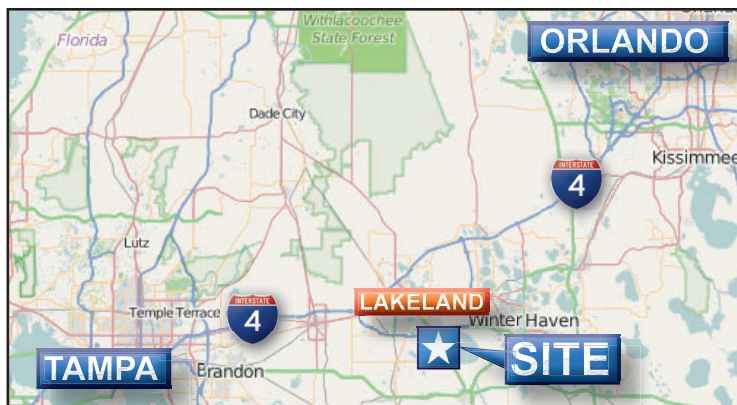 Withlacoochee
State Forest
Florida
ORLANDO
Dade City
Kissimmee
INTERSTATE
4
Lutz
LAKELAND
INTERSTATE
4
Temple Terrace
Winter Haven
SITE
TAMPA
Brandon